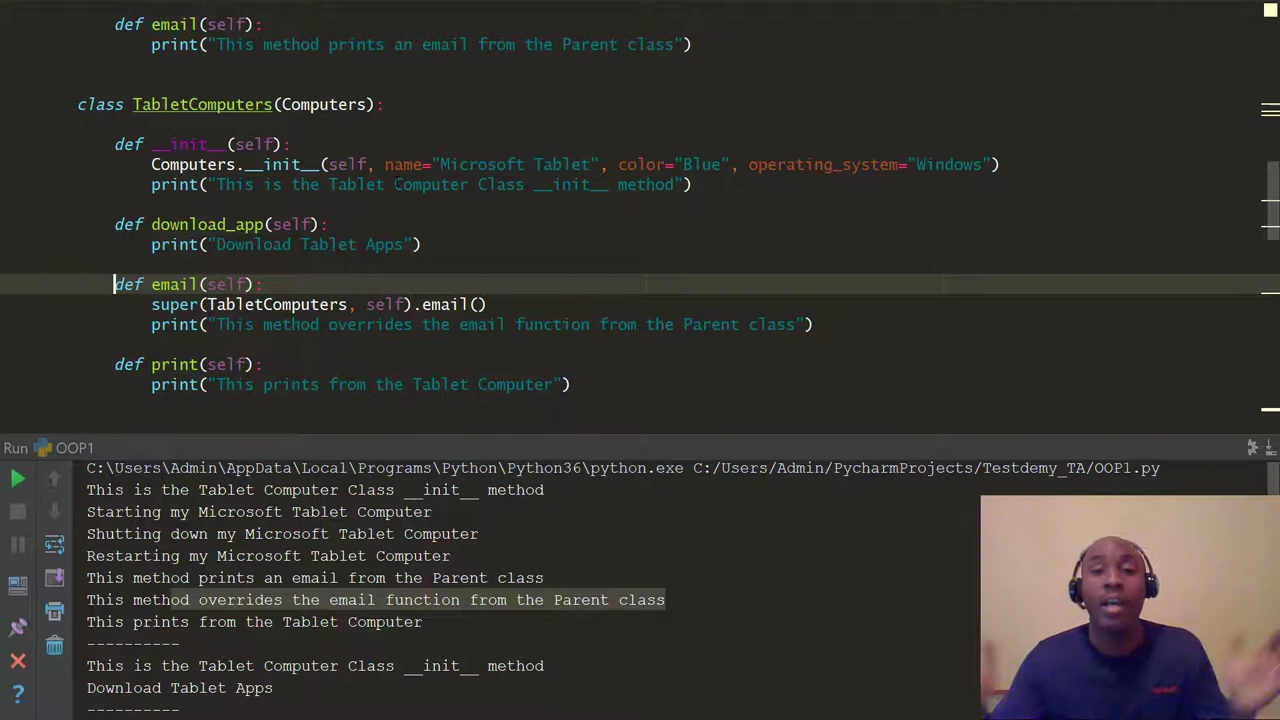 def email(self):
print("This method prints an email from the Parent class")
class TabletComputers(Computers):
def __init__(self):
Computers.__init__(self, name="Microsoft Tablet", color="Blue", operating_system="Windows")
print("This is the Tablet Computer Class __init__ method")
def download_app(self):
print("Download Tablet Apps")
def email(self):
super(TabletComputers, self).email()
print("This method overrides the email function from the Parent class")
def print(self):
print("This prints from the Tablet Computer")
Run OOP1
C:\Users\Admin\AppData\Local\Programs\Python\Python36\python.exe C:/Users/Admin/PycharmProjects/Testdemy_TA/OOP1.py
This is the Tablet Computer Class __init__ method
Starting my Microsoft Tablet Computer
Shutting down my Microsoft Tablet Computer
Restarting my Microsoft Tablet Computer
This method prints an email from the Parent class
This method overrides the email function from the Parent class
This prints from the Tablet Computer
----------
This is the Tablet Computer Class __init__ method
Download Tablet Apps
----------